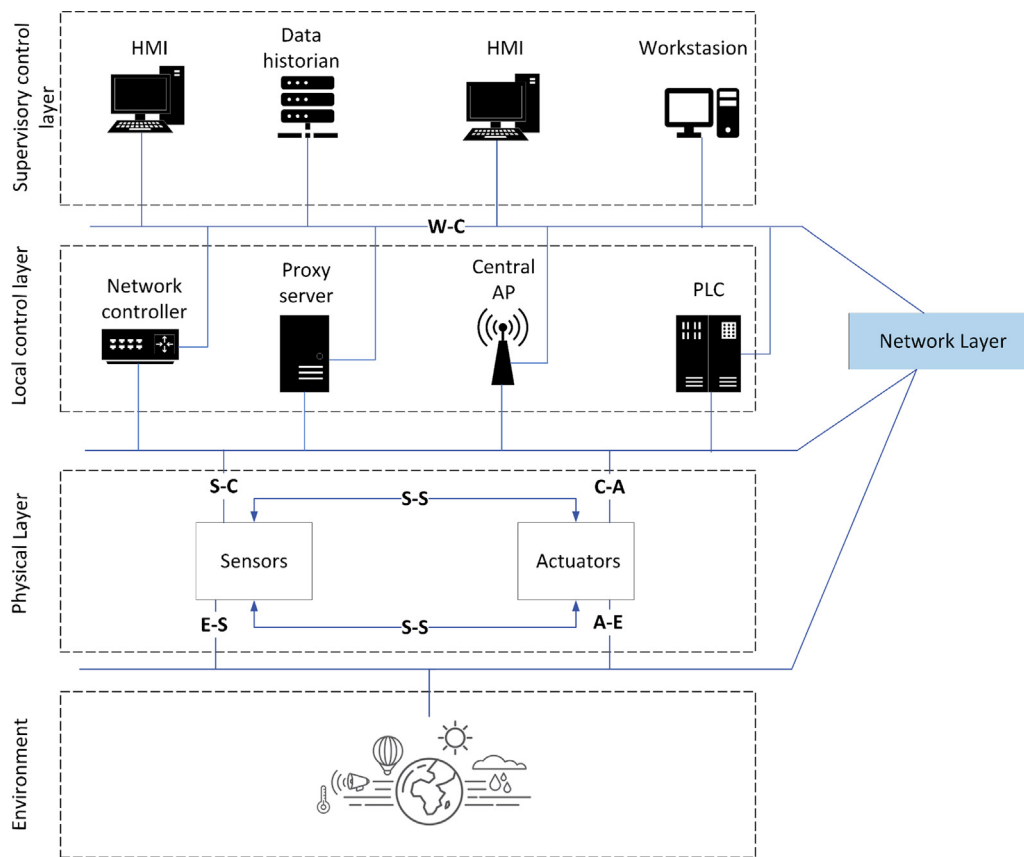 Supervisory control
layer
HMI
Data
historian
HMI
Workstasion
W-C
Local control layer
Network
controller
Proxy
server
Central
AP
PLC
Network Layer
Physical Layer
S-C
S-S
C-A
Sensors
Actuators
E-S
S-S
A-E
Environment